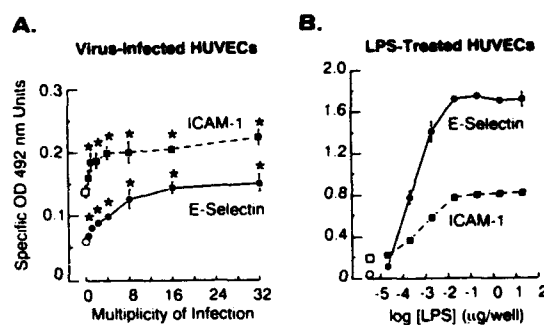 A.
Virus-Infected HUVECs
Specific OD 492 nm Units
0.3
0.2
0.1
0
ICAM-1
E-Selectin
0 8 16 24 32
Multiplicity of Infection
B.
LPS-Treated HUVECs
1.8
1.4
1.0
0.6
0.2
0
E-Selectin
ICAM-1
-5 -4 -3 -2 -1 0 1
log [LPS] (µg/well)